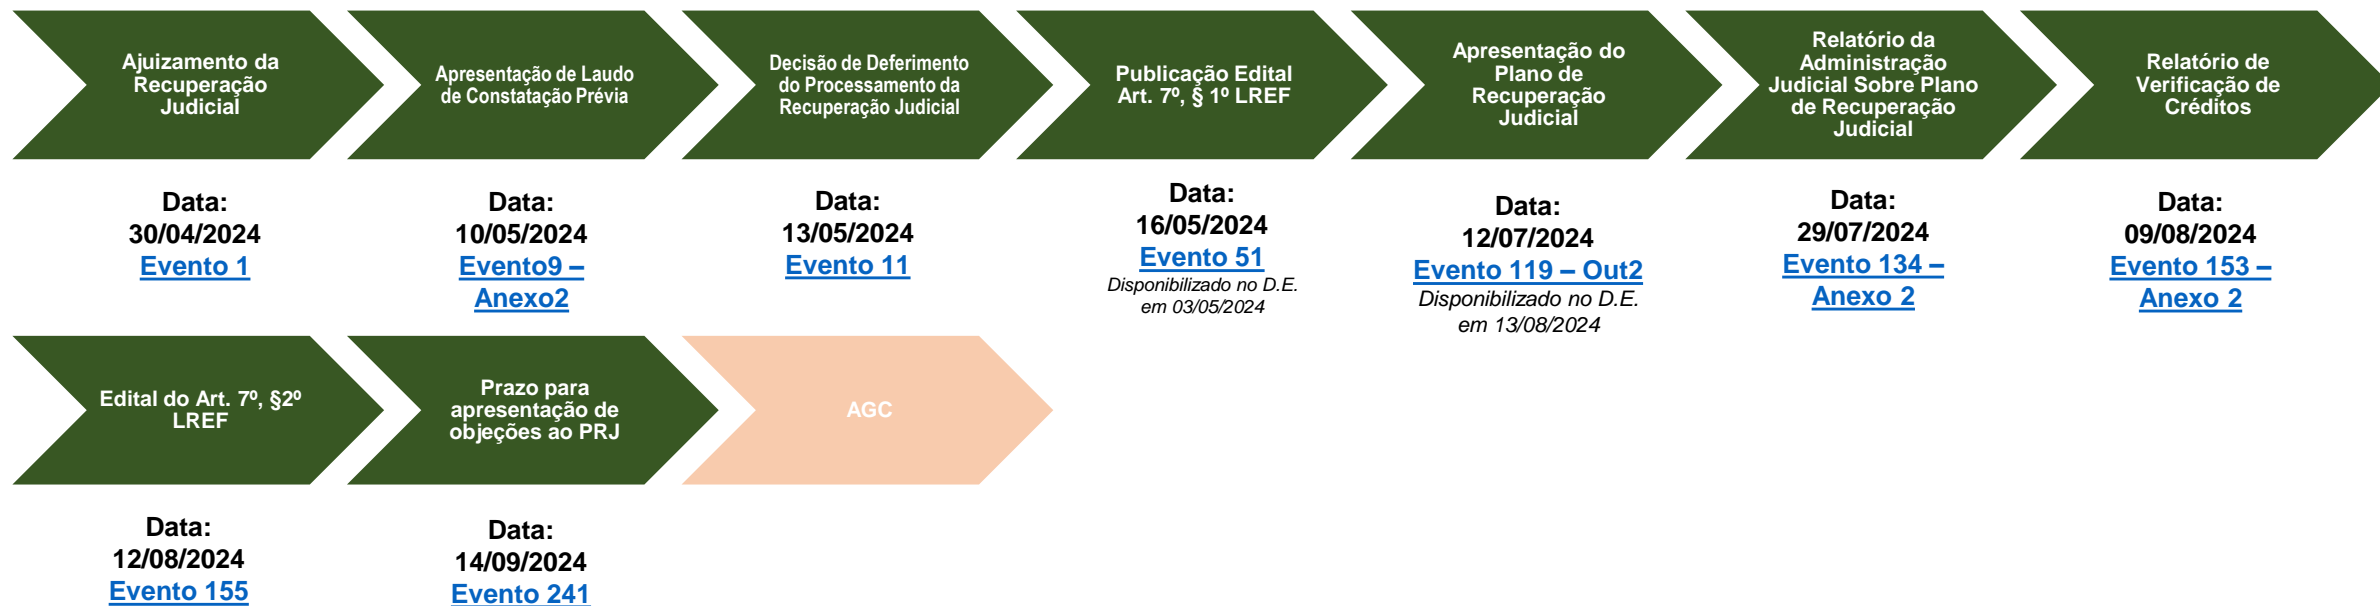 Ajuizamento da
Recuperação
Judicial
Data:
30/04/2024
Evento 1
Apresentação de Laudo
de Constatação Prévia
Data:
10/05/2024
Evento9 –
Anexo2
Decisão de Deferimento
do Processamento da
Recuperação Judicial
Data:
13/05/2024
Evento 11
Publicação Edital
Art. 7º, § 1º LREF
Data:
16/05/2024
Evento 51
Disponibilizado no D.E.
em 03/05/2024
Apresentação do
Plano de
Recuperação
Judicial
Data:
12/07/2024
Evento 119 – Out2
Disponibilizado no D.E.
em 13/08/2024
Relatório da
Administração
Judicial Sobre Plano
de Recuperação
Judicial
Data:
29/07/2024
Evento 134 –
Anexo 2
Relatório de
Verificação de
Créditos
Data:
09/08/2024
Evento 153 –
Anexo 2
Edital do Art. 7º, §2º
LREF
Data:
12/08/2024
Evento 155
Prazo para
apresentação de
objeções ao PRJ
Data:
14/09/2024
Evento 241
AGC